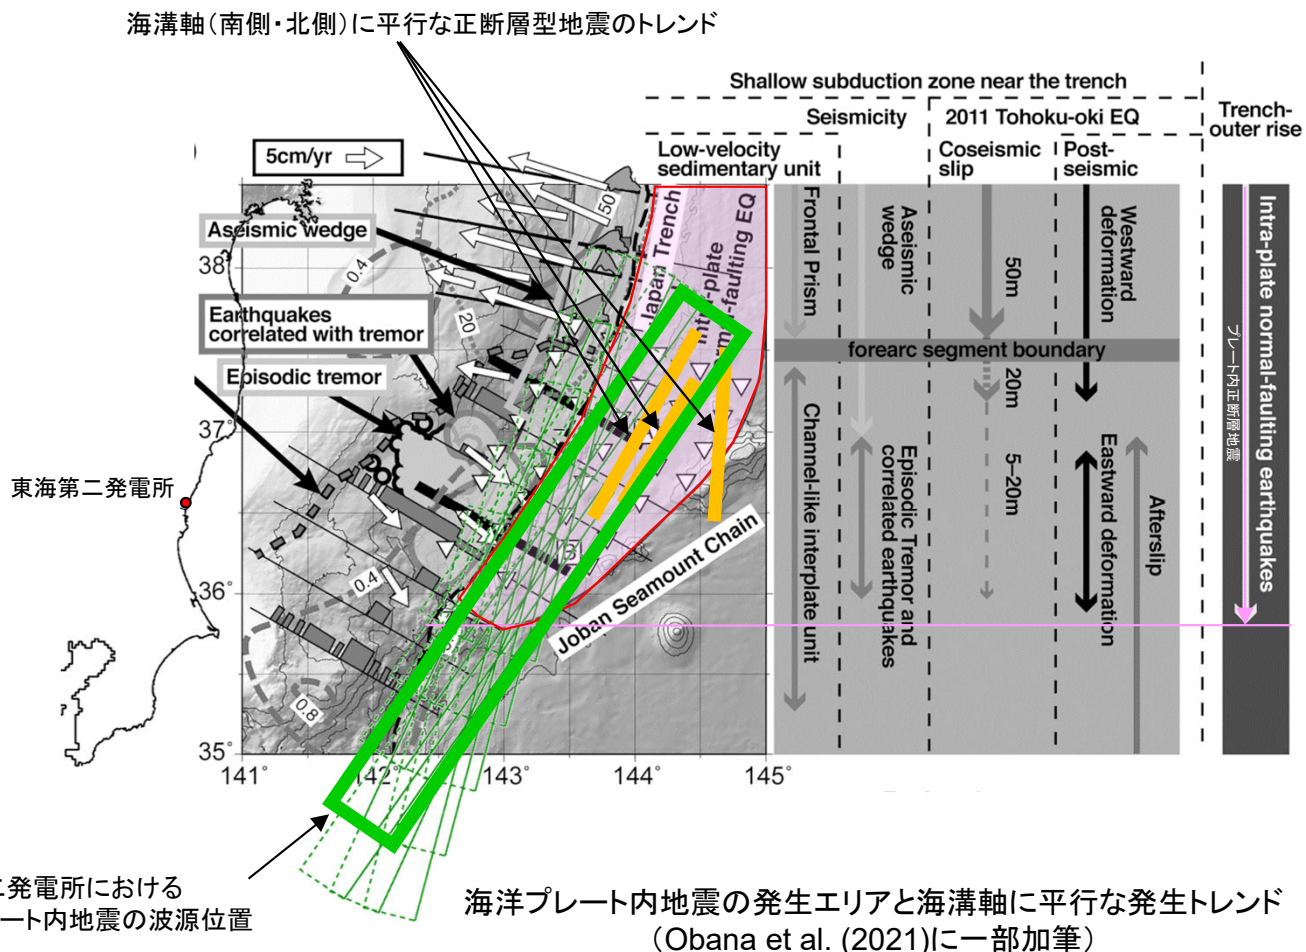 海溝軸（南側・北側）に平行な正断層型地震のトレンド
Shallow subduction zone near the trench
Seismicity
2011 Tohoku-oki EQ
Trench-
outer rise
5cm/yr
Low-velocity
sedimentary unit
Coseismic
slip
Post-
seismic
50
Aseismic wedge
0.4
38
20
Earthquakes
correlated with tremor
Episodic tremor
37°
36°
35°
0.4
0.8
141°
142°
143°
144°
145°
Japan Trench
Intra-plate
faulting EQ
Joban Seamount Chain
Frontal Prism
Aseismic
wedge
50m
Westward
deformation
forearc segment boundary
20m
5–20m
Channel-like interplate unit
Episodic Tremor and
correlated earthquakes
Eastward deformation
Afterslip
Intra-plate normal-faulting earthquakes
プレート内正断層地震
東海第二発電所
二発電所における
ート内地震の波源位置
海洋プレート内地震の発生エリアと海溝軸に平行な発生トレンド
（Obana et al. (2021)に一部加筆）